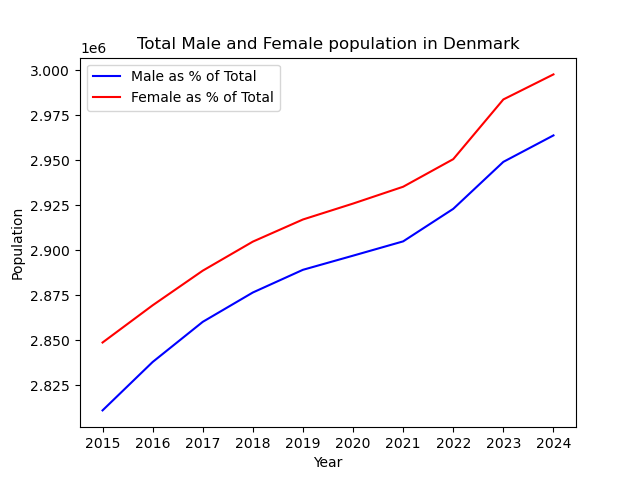 Total Male and Female population in Denmark
1e6
Male as % of Total
Female as % of Total
3.000
2.975
2.950
2.925
2.900
2.875
2.850
2.825
Population
2015 2016 2017 2018 2019 2020 2021 2022 2023 2024
Year